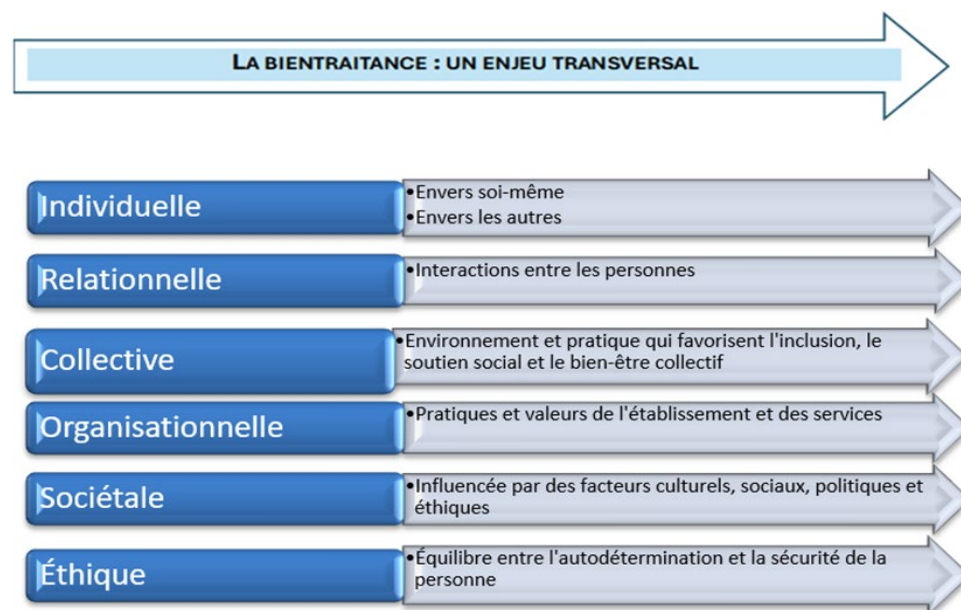 LA BIENTRAITANCE : UN ENJEU TRANSVERSAL
Individuelle
•Envers soi-même
•Envers les autres
Relationnelle
•Interactions entre les personnes
Collective
•Environnement et pratique qui favorisent l'inclusion, le
soutien social et le bien-être collectif
Organisationnelle
•Pratiques et valeurs de l'établissement et des services
Sociétale
•Influencée par des facteurs culturels, sociaux, politiques et
éthiques
Éthique
•Équilibre entre l'autodétermination et la sécurité de la
personne